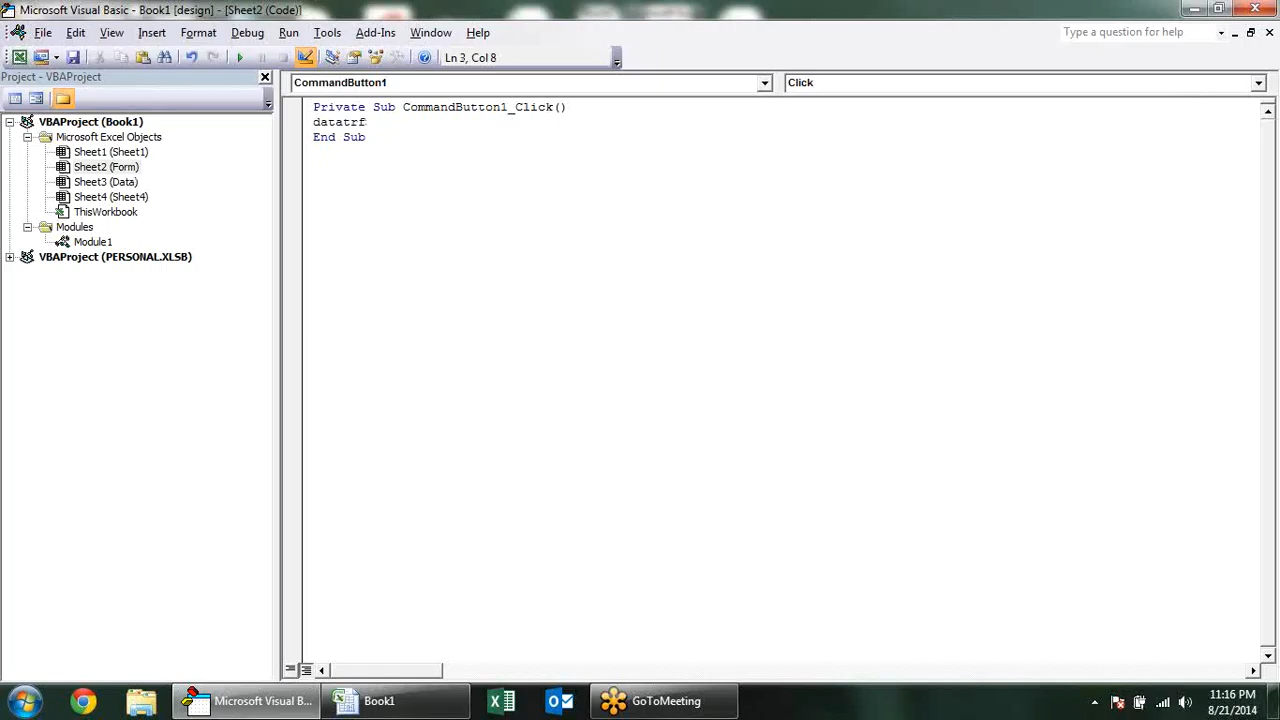 Microsoft Visual Basic - Book1 [design] - [Sheet2 (Code)]
File Edit View Insert Format Debug Run Tools Add-Ins Window Help
Type a question for help
Ln 3, Col 8
Project - VBAProject
CommandButton1
Click
VBAProject (Book1)
Microsoft Excel Objects
Sheet1 (Sheet1)
Sheet2 (Form)
Sheet3 (Data)
Sheet4 (Sheet4)
ThisWorkbook
Modules
Module1
VBAProject (PERSONAL.XLSB)
Private Sub CommandButton1_Click()
datatrf
End Sub
Microsoft Visual B...
Book1
GoToMeeting
11:16 PM
8/21/2014